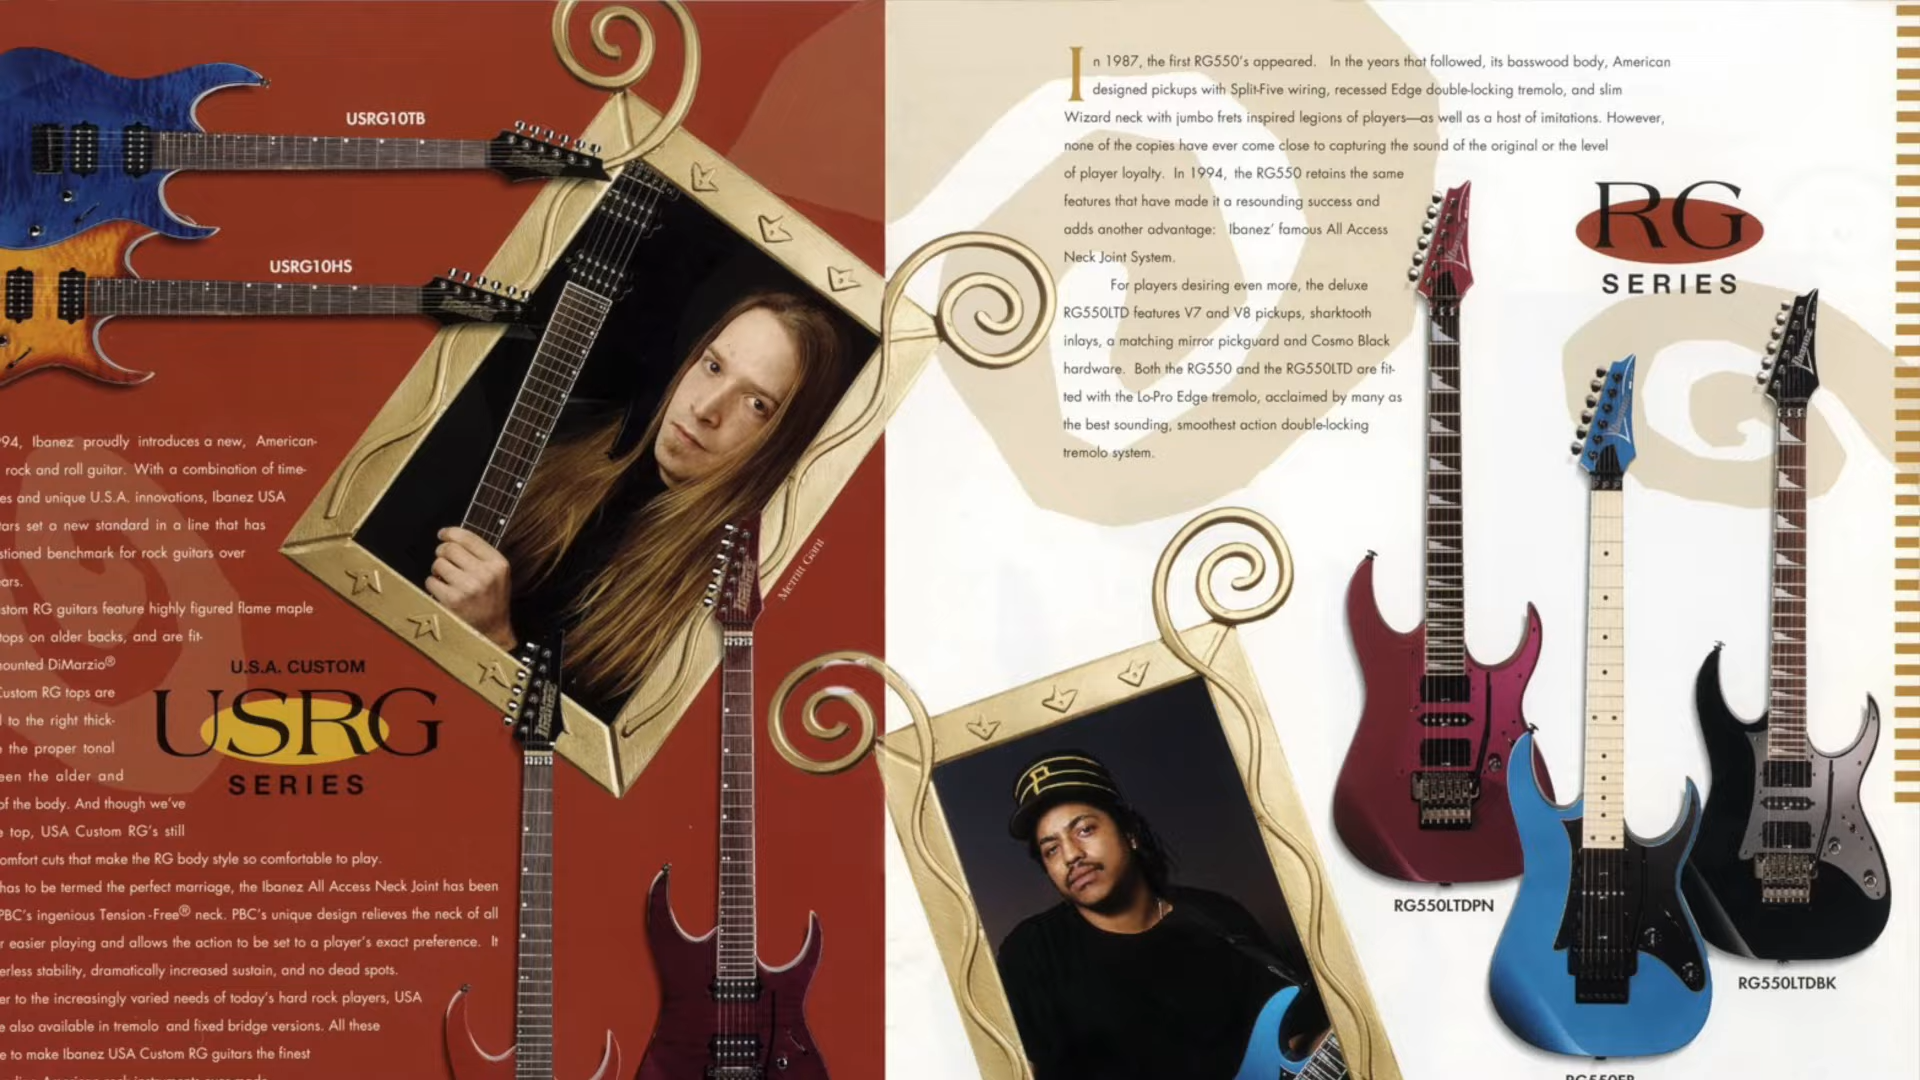 USRG10TB
USRG10HS
94, Ibanez proudly introduces a new, American-
rock and roll guitar. With a combination of time-
es and unique U.S.A. innovations, Ibanez USA
tars set a new standard in a line that has
stioned benchmark for rock guitars over
ars.
stom RG guitars feature highly figured flame maple
tops on alder backs, and are fit-
ounted DiMarzio®
Custom RG tops are
to the right thick-
the proper tonal
een the alder and
of the body. And though we've
top, USA Custom RG's still
omfort cuts that make the RG body style so comfortable to play.
has to be termed the perfect marriage, the Ibanez All Access Neck Joint has been
PBC's ingenious Tension-Free® neck. PBC's unique design relieves the neck of all
r easier playing and allows the action to be set to a player's exact preference. It
erless stability, dramatically increased sustain, and no dead spots.
er to the increasingly varied needs of today's hard rock players, USA
e also available in tremolo and fixed bridge versions. All these
e to make Ibanez USA Custom RG guitars the finest
U.S.A. CUSTOM
USRG
SERIES
Merritt Gant
In 1987, the first RG550's appeared. In the years that followed, its basswood body, American
designed pickups with Split-Five wiring, recessed Edge double-locking tremolo, and slim
Wizard neck with jumbo frets inspired legions of players—as well as a host of imitations. However,
none of the copies have ever come close to capturing the sound of the original or the level
of player loyalty. In 1994, the RG550 retains the same
features that have made it a resounding success and
adds another advantage: Ibanez' famous All Access
Neck Joint System.
For players desiring even more, the deluxe
RG550LTD features V7 and V8 pickups, sharktooth
inlays, a matching mirror pickguard and Cosmo Black
hardware. Both the RG550 and the RG550LTD are fit-
ted with the Lo-Pro Edge tremolo, acclaimed by many as
the best sounding, smoothest action double-locking
tremolo system.
RG
SERIES
Ibanez
Ibanez
Ibanez
RG550LTDPN
RG550LTDBK